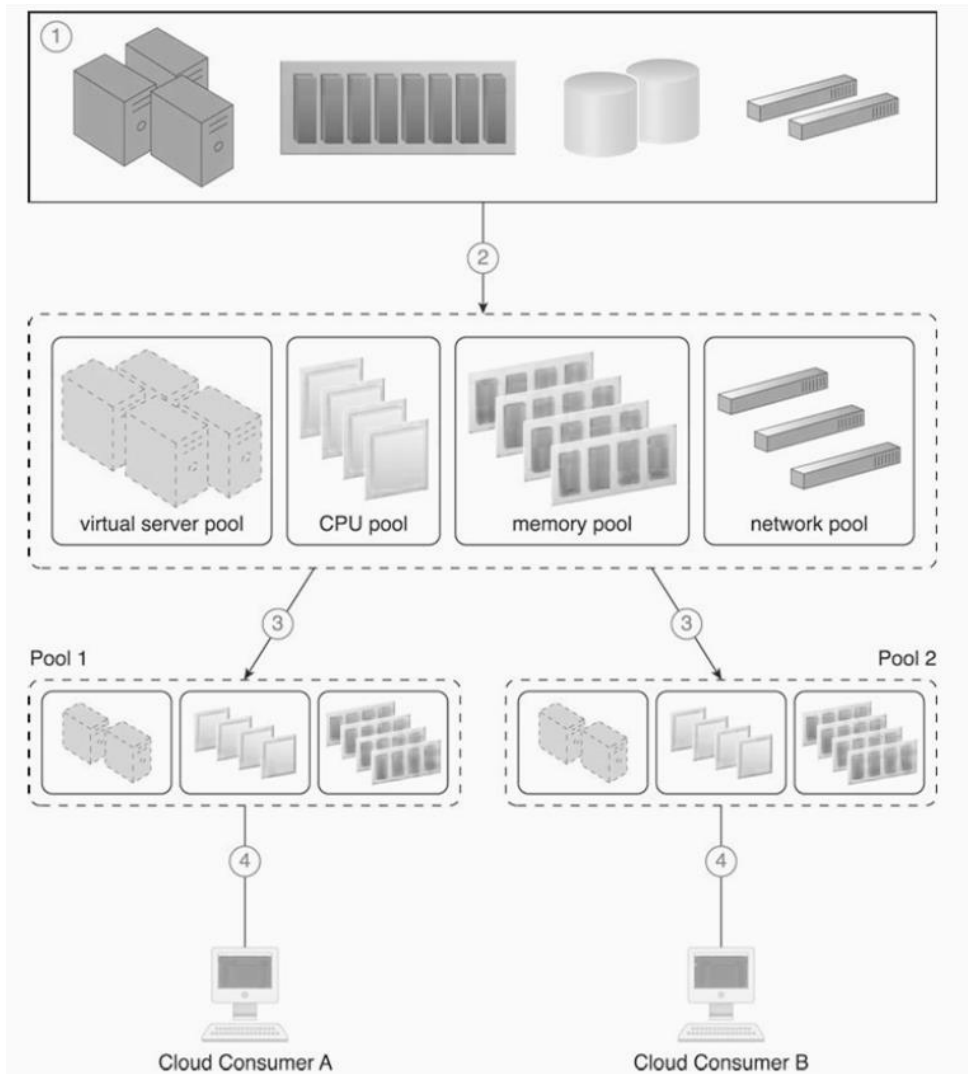 1
2
virtual server pool
CPU pool
memory pool
network pool
3
3
Pool 1
Pool 2
4
4
Cloud Consumer A
Cloud Consumer B